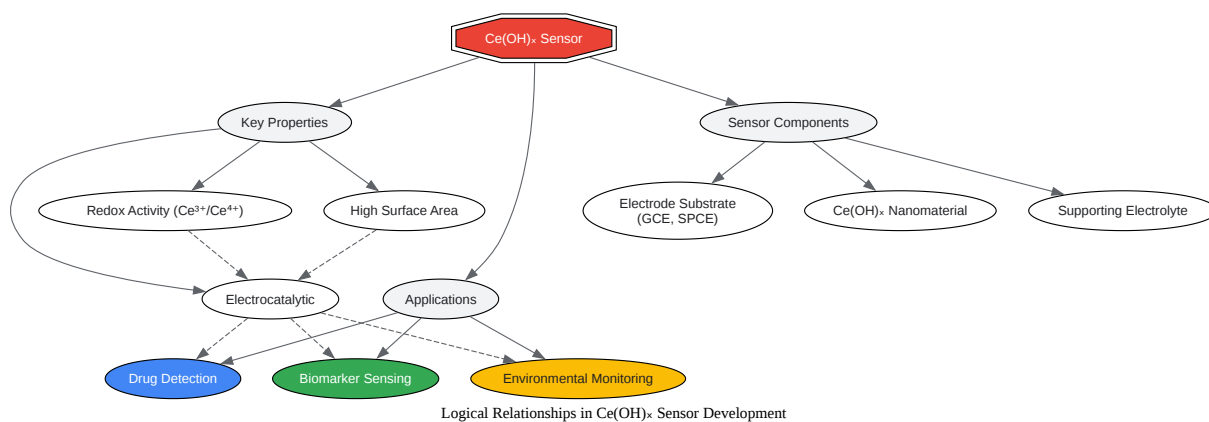 Ce(OH)ₓ Sensor
Key Properties
Sensor Components
Redox Activity (Ce³⁺/Ce⁴⁺)
High Surface Area
Electrode Substrate
(GCE, SPCE)
Ce(OH)ₓ Nanomaterial
Supporting Electrolyte
Electrocatalytic
Applications
Drug Detection
Biomarker Sensing
Environmental Monitoring
Logical Relationships in Ce(OH)ₓ Sensor Development